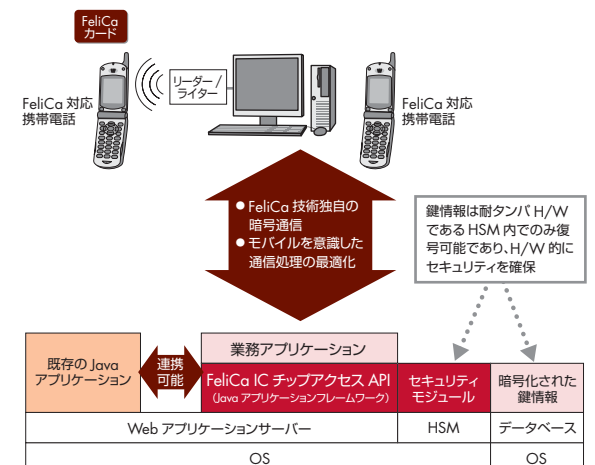 FeliCa
カード
リーダー /
ライター
FeliCa 対応
携帯電話
FeliCa 対応
携帯電話
● FeliCa 技術独自の
暗号通信
● モバイルを意識した
通信処理の最適化
鍵情報は耐タンパ H/W
である HSM 内でのみ復
号可能であり、H/W 的に
セキュリティを確保
既存の Java
アプリケーション
連携
可能
業務アプリケーション
FeliCa IC チップアクセス API
(Java アプリケーションフレームワーク)
セキュリティ
モジュール
暗号化された
鍵情報
Web アプリケーションサーバー
HSM
データベース
OS
OS